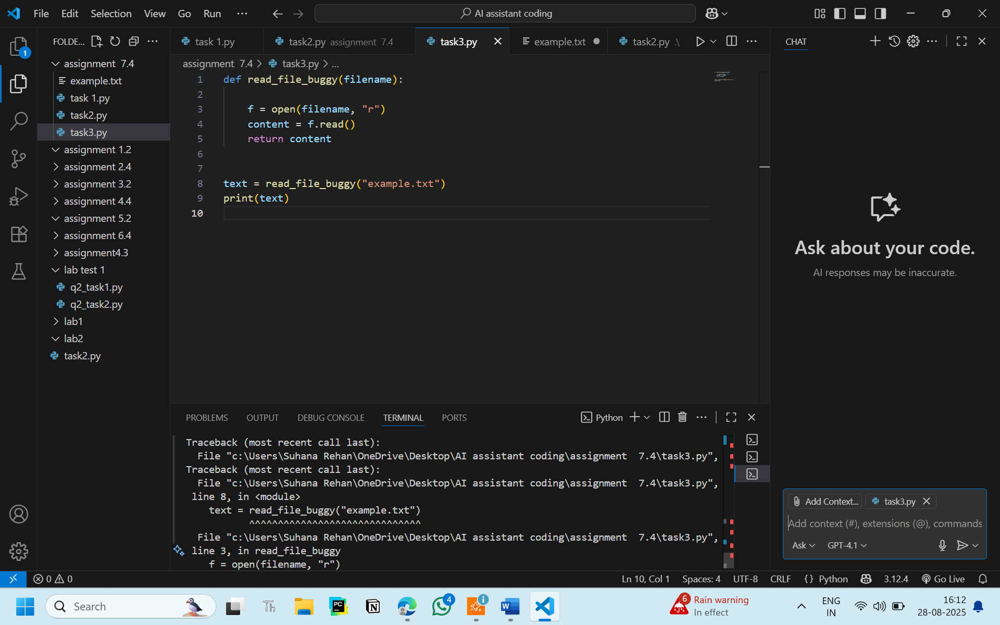 File Edit Selection View Go Run ··· AI assistant coding
FOLDE... task 1.py task2.py assignment 7.4 task3.py example.txt task2.py .\ CHAT
1
assignment 7.4
example.txt
task 1.py
task2.py
task3.py
assignment 1.2
assignment 2.4
assignment 3.2
assignment 4.4
assignment 5.2
assignment 6.4
assignment4.3
lab test 1
q2_task1.py
q2_task2.py
lab1
lab2
task2.py
assignment 7.4 > task3.py > ...
1 def read_file_buggy(filename):
2
3 f = open(filename, "r")
4 content = f.read()
5 return content
6
7
8 text = read_file_buggy("example.txt")
9 print(text)
10
Ask about your code.
AI responses may be inaccurate.
PROBLEMS OUTPUT DEBUG CONSOLE TERMINAL PORTS Python
Traceback (most recent call last):
File "c:\Users\Suhana Rehan\OneDrive\Desktop\AI assistant coding\assignment  7.4\task3.py",
Traceback (most recent call last):
File "c:\Users\Suhana Rehan\OneDrive\Desktop\AI assistant coding\assignment  7.4\task3.py",
line 8, in <module>
text = read_file_buggy("example.txt")
^^^^^^^^^^^^^^^^^^^^^^^^^^^^^^
File "c:\Users\Suhana Rehan\OneDrive\Desktop\AI assistant coding\assignment  7.4\task3.py",
line 3, in read_file_buggy
f = open(filename, "r")
Add Context... task3.py
Add context (#), extensions (@), commands
Ask GPT-4.1
0 0 Ln 10, Col 1 Spaces: 4 UTF-8 CRLF {} Python 3.12.4 Go Live
Search Th PC N 4 W 6 Rain warning
In effect
ENG
IN
16:12
28-08-2025